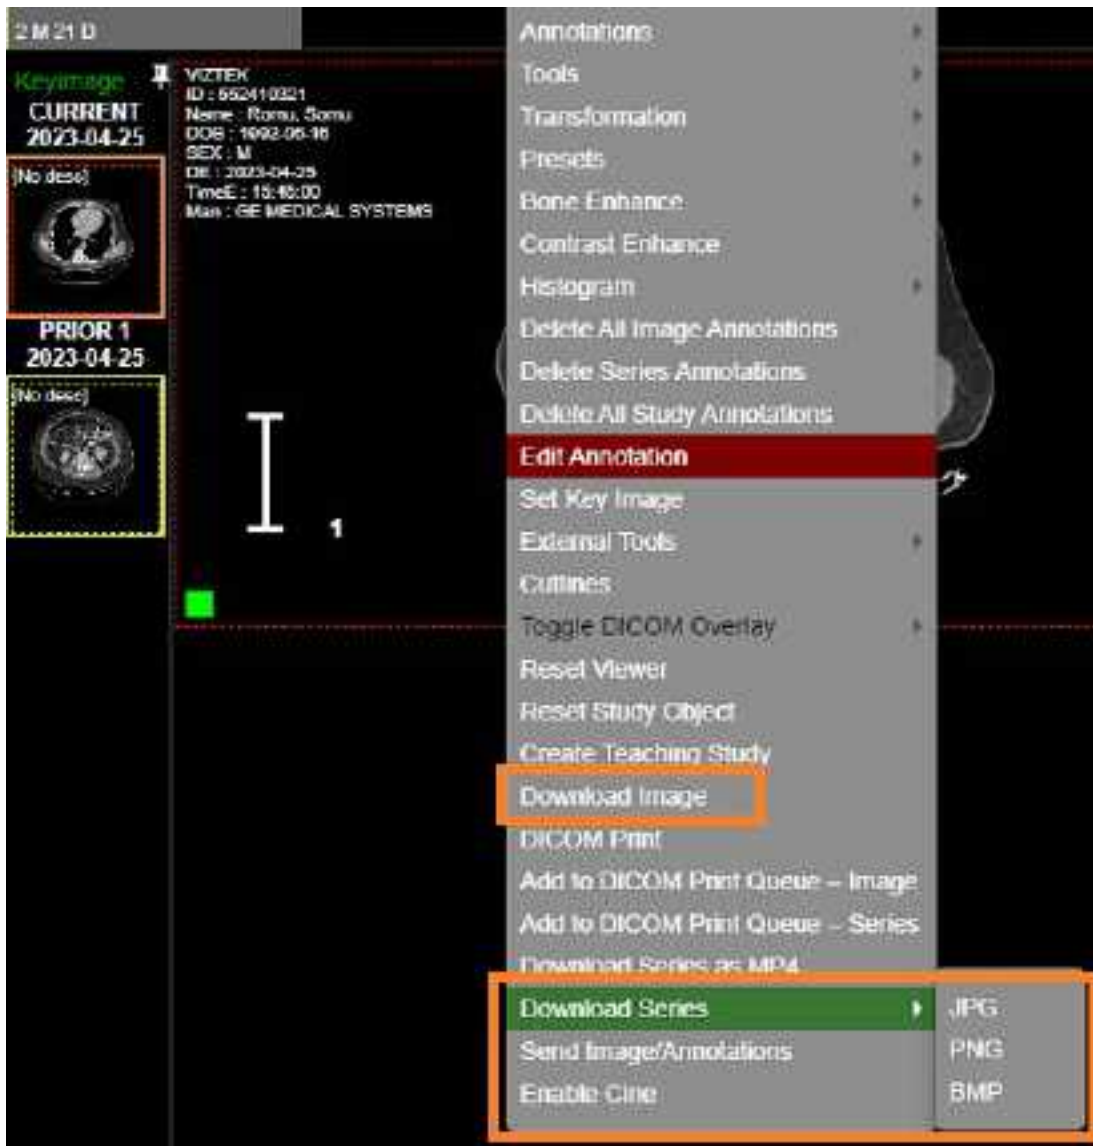 2 M 21 D
Keyimage
CURRENT
2023-04-25
[No desc]
PRIOR 1
2023-04-25
[No desc]
VIZTEK
ID : 552410321
Name : Romu, Somu
DOB : 1992-06-16
SEX : M
DE : 2023-04-25
TimeE : 15:48:00
Man : GE MEDICAL SYSTEMS
1
Annotations
Tools
Transformation
Presets
Bone Enhance
Contrast Enhance
Histogram
Delete All Image Annotations
Delete Series Annotations
Delete All Study Annotations
Edit Annotation
Set Key Image
External Tools
Cutlines
Toggle DICOM Overlay
Reset Viewer
Reset Study Object
Create Teaching Study
Download Image
DICOM Print
Add to DICOM Print Queue – Image
Add to DICOM Print Queue – Series
Download Series as MP4
Download Series
Send Image/Annotations
Enable Cine
JPG
PNG
BMP